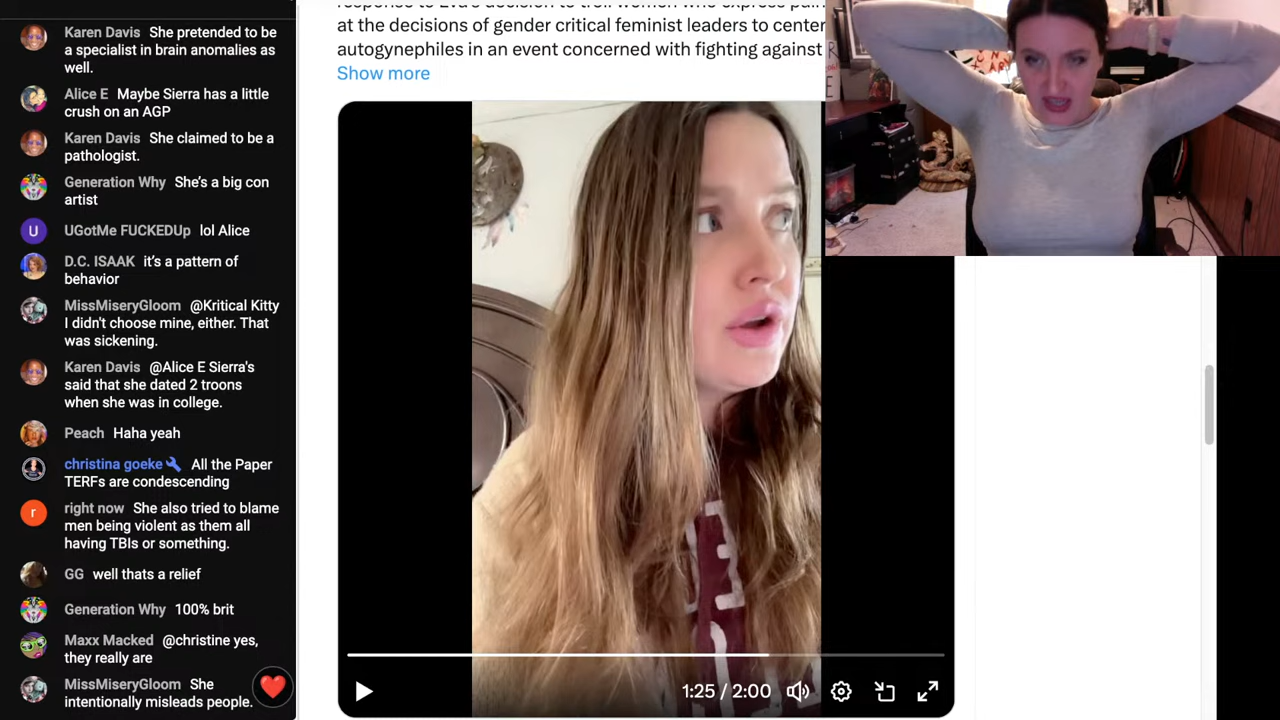 Karen Davis She pretended to be
a specialist in brain anomalies as
well.
Alice E Maybe Sierra has a little
crush on an AGP
Karen Davis She claimed to be a
pathologist.
Generation Why She's a big con
artist
U
UGotMe FUCKEDUp lol Alice
D.C. ISAAK it's a pattern of
behavior
MissMiseryGloom @Kritical Kitty
I didn't choose mine, either. That
was sickening.
Karen Davis @Alice E Sierra's
said that she dated 2 troons
when she was in college.
Peach Haha yeah
christina goeke All the Paper
TERFs are condescending
r
right now She also tried to blame
men being violent as them all
having TBIs or something.
GG well thats a relief
Generation Why 100% brit
Maxx Macked @christine yes,
they really are
MissMiseryGloom She
intentionally misleads people.
at the decisions of gender critical feminist leaders to center
autogynephiles in an event concerned with fighting against
Show more
1:25 / 2:00